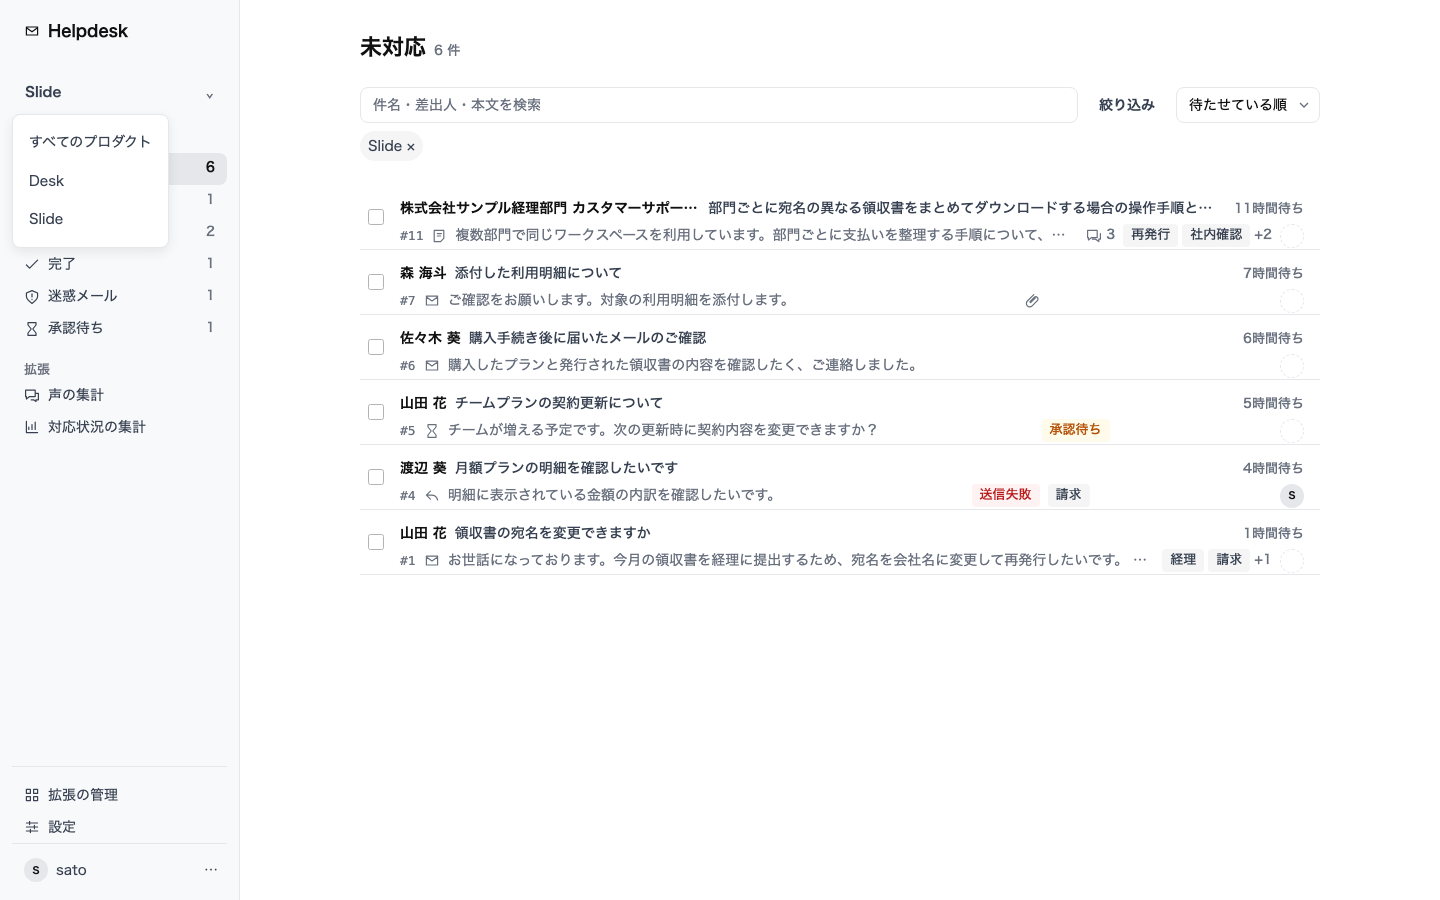 Helpdesk
Slide
すべてのプロダクト
Desk
Slide
6
1
2
完了 1
迷惑メール 1
承認待ち 1
拡張
声の集計
対応状況の集計
拡張の管理
設定
S sato ...
未対応 6 件
件名・差出人・本文を検索 絞り込み 待たせている順
Slide ×
株式会社サンプル経理部門 カスタマーサポー… 部門ごとに宛名の異なる領収書をまとめてダウンロードする場合の操作手順と… 11時間待ち
#11 複数部門で同じワークスペースを利用しています。部門ごとに支払いを整理する手順について、… 3 再発行 社内確認 +2
森 海斗 添付した利用明細について 7時間待ち
#7 ご確認をお願いします。対象の利用明細を添付します。
佐々木 葵 購入手続き後に届いたメールのご確認 6時間待ち
#6 購入したプランと発行された領収書の内容を確認したく、ご連絡しました。
山田 花 チームプランの契約更新について 5時間待ち
#5 チームが増える予定です。次の更新時に契約内容を変更できますか？ 承認待ち
渡辺 葵 月額プランの明細を確認したいです 4時間待ち
#4 明細に表示されている金額の内訳を確認したいです。 送信失敗 請求 S
山田 花 領収書の宛名を変更できますか 1時間待ち
#1 お世話になっております。今月の領収書を経理に提出するため、宛名を会社名に変更して再発行したいです。 … 経理 請求 +1